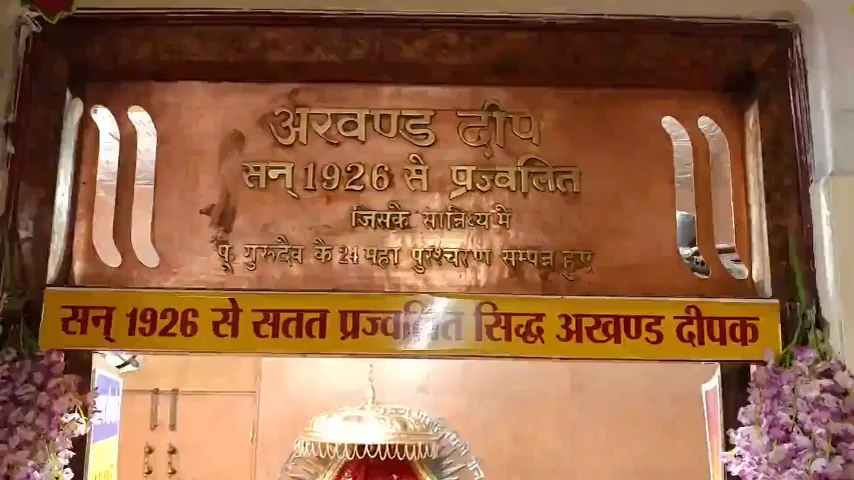 अखण्ड दीप
सन् 1926 से प्रज्वलित
जिसके सान्निध्य में
पू. गुरुदेव के 24 महा पुरश्चरण सम्पन्न हुए
सन् 1926 से सतत प्रज्वलित सिद्ध अखण्ड दीपक